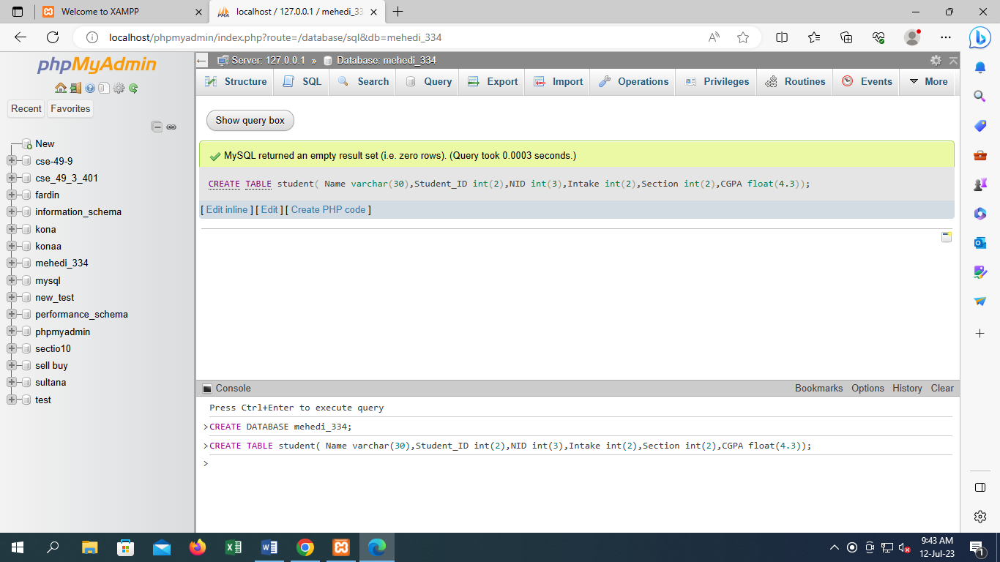 Welcome to XAMPP
localhost / 127.0.0.1 / mehedi_33
localhost/phpmyadmin/index.php?route=/database/sql&db=mehedi_334
phpMyAdmin
Server: 127.0.0.1 » Database: mehedi_334
Structure SQL Search Query Export Import Operations Privileges Routines Events More
Recent Favorites
Show query box
New
cse-49-9
cse_49_3_401
fardin
information_schema
kona
konaa
mehedi_334
mysql
new_test
performance_schema
phpmyadmin
sectio10
sell buy
sultana
test
MySQL returned an empty result set (i.e. zero rows). (Query took 0.0003 seconds.)
CREATE TABLE student( Name varchar(30),Student_ID int(2),NID int(3),Intake int(2),Section int(2),CGPA float(4.3));
[ Edit inline ] [ Edit ] [ Create PHP code ]
Console Bookmarks Options History Clear
Press Ctrl+Enter to execute query
>CREATE DATABASE mehedi_334;
>CREATE TABLE student( Name varchar(30),Student_ID int(2),NID int(3),Intake int(2),Section int(2),CGPA float(4.3));
>
9:43 AM
12-Jul-23
1